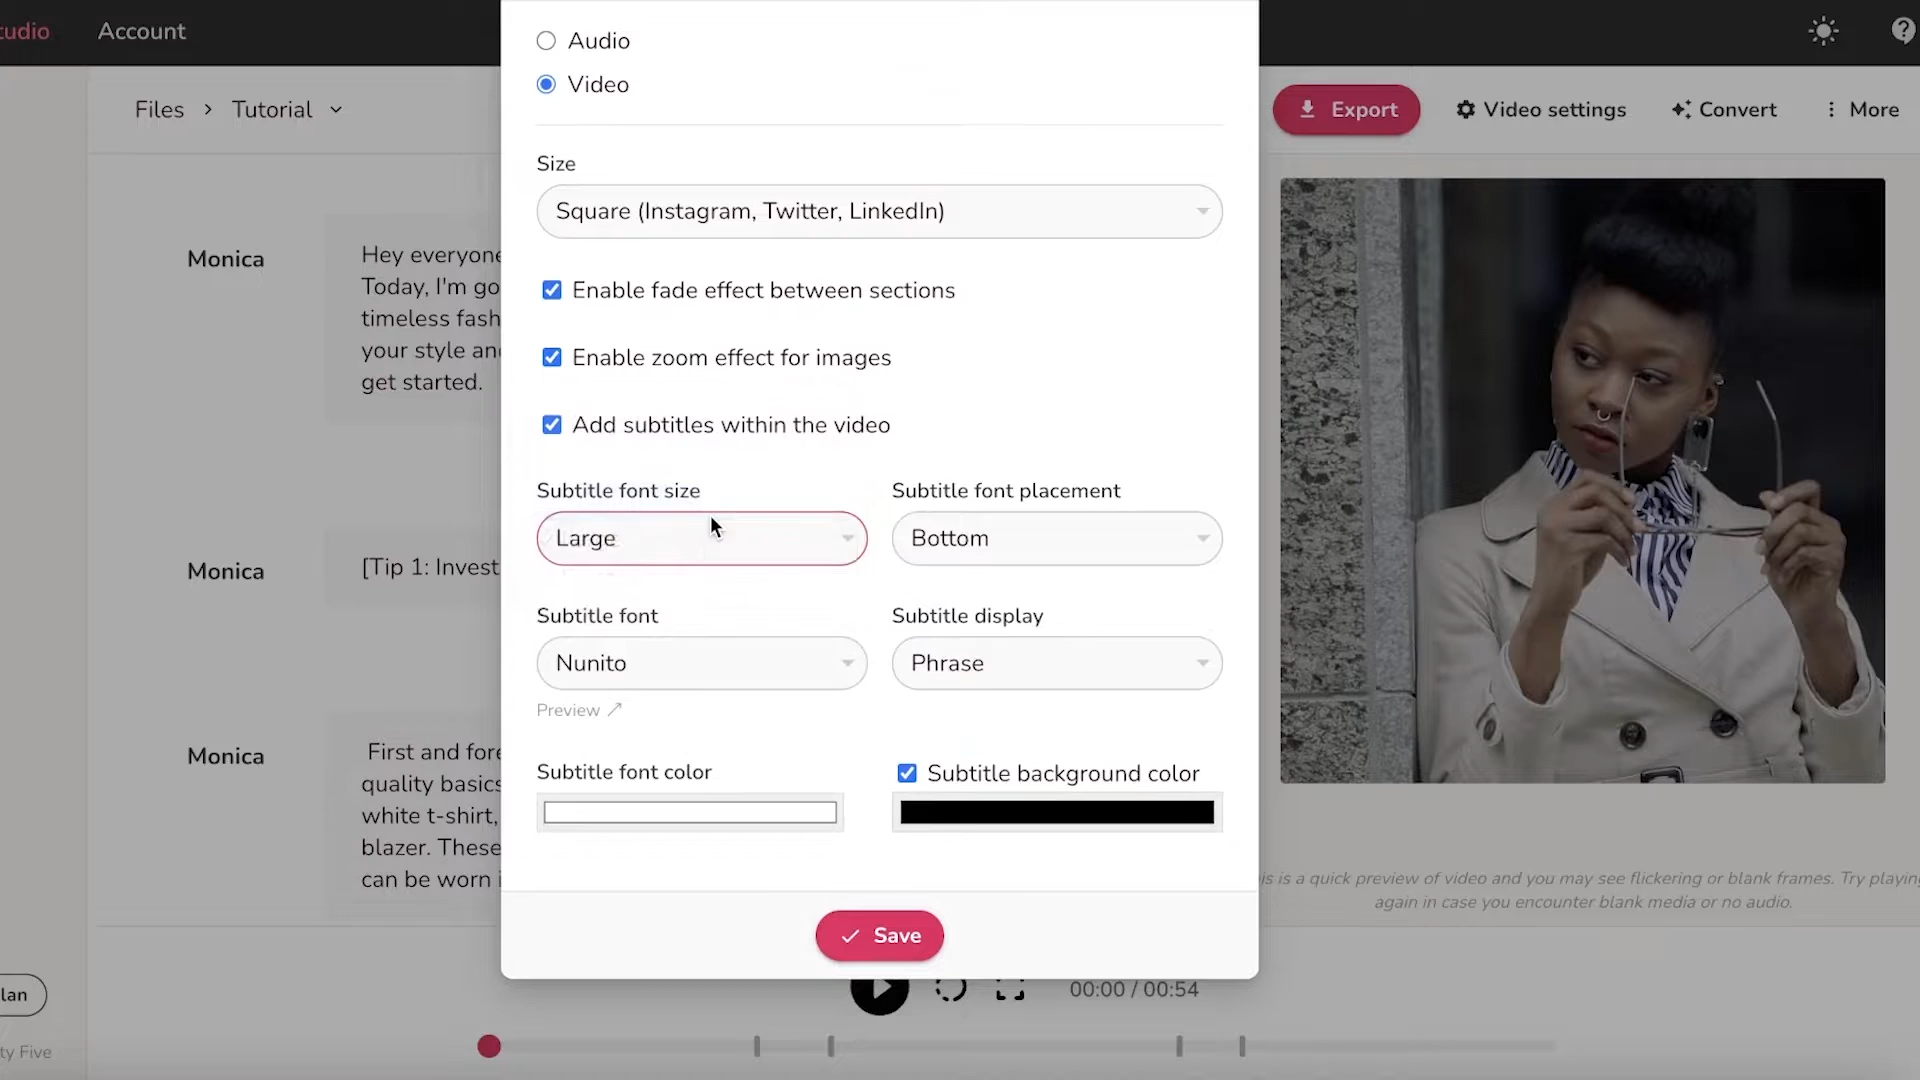 Account
Audio
Video
Files > Tutorial
Export
Video settings
Convert
More
Size
Square (Instagram, Twitter, LinkedIn)
Enable fade effect between sections
Enable zoom effect for images
Add subtitles within the video
Subtitle font size
Large
Subtitle font placement
Bottom
Subtitle font
Nunito
Subtitle display
Phrase
Preview
Subtitle font color
Subtitle background color
Save
Monica
Hey everyone
Today, I'm go
timeless fash
your style an
get started.
Monica
[Tip 1: Invest
Monica
First and fore
quality basics
white t-shirt,
blazer. These
can be worn i
is is a quick preview of video and you may see flickering or blank frames. Try playing
again in case you encounter blank media or no audio.
00:00 / 00:54
lan
ty Five